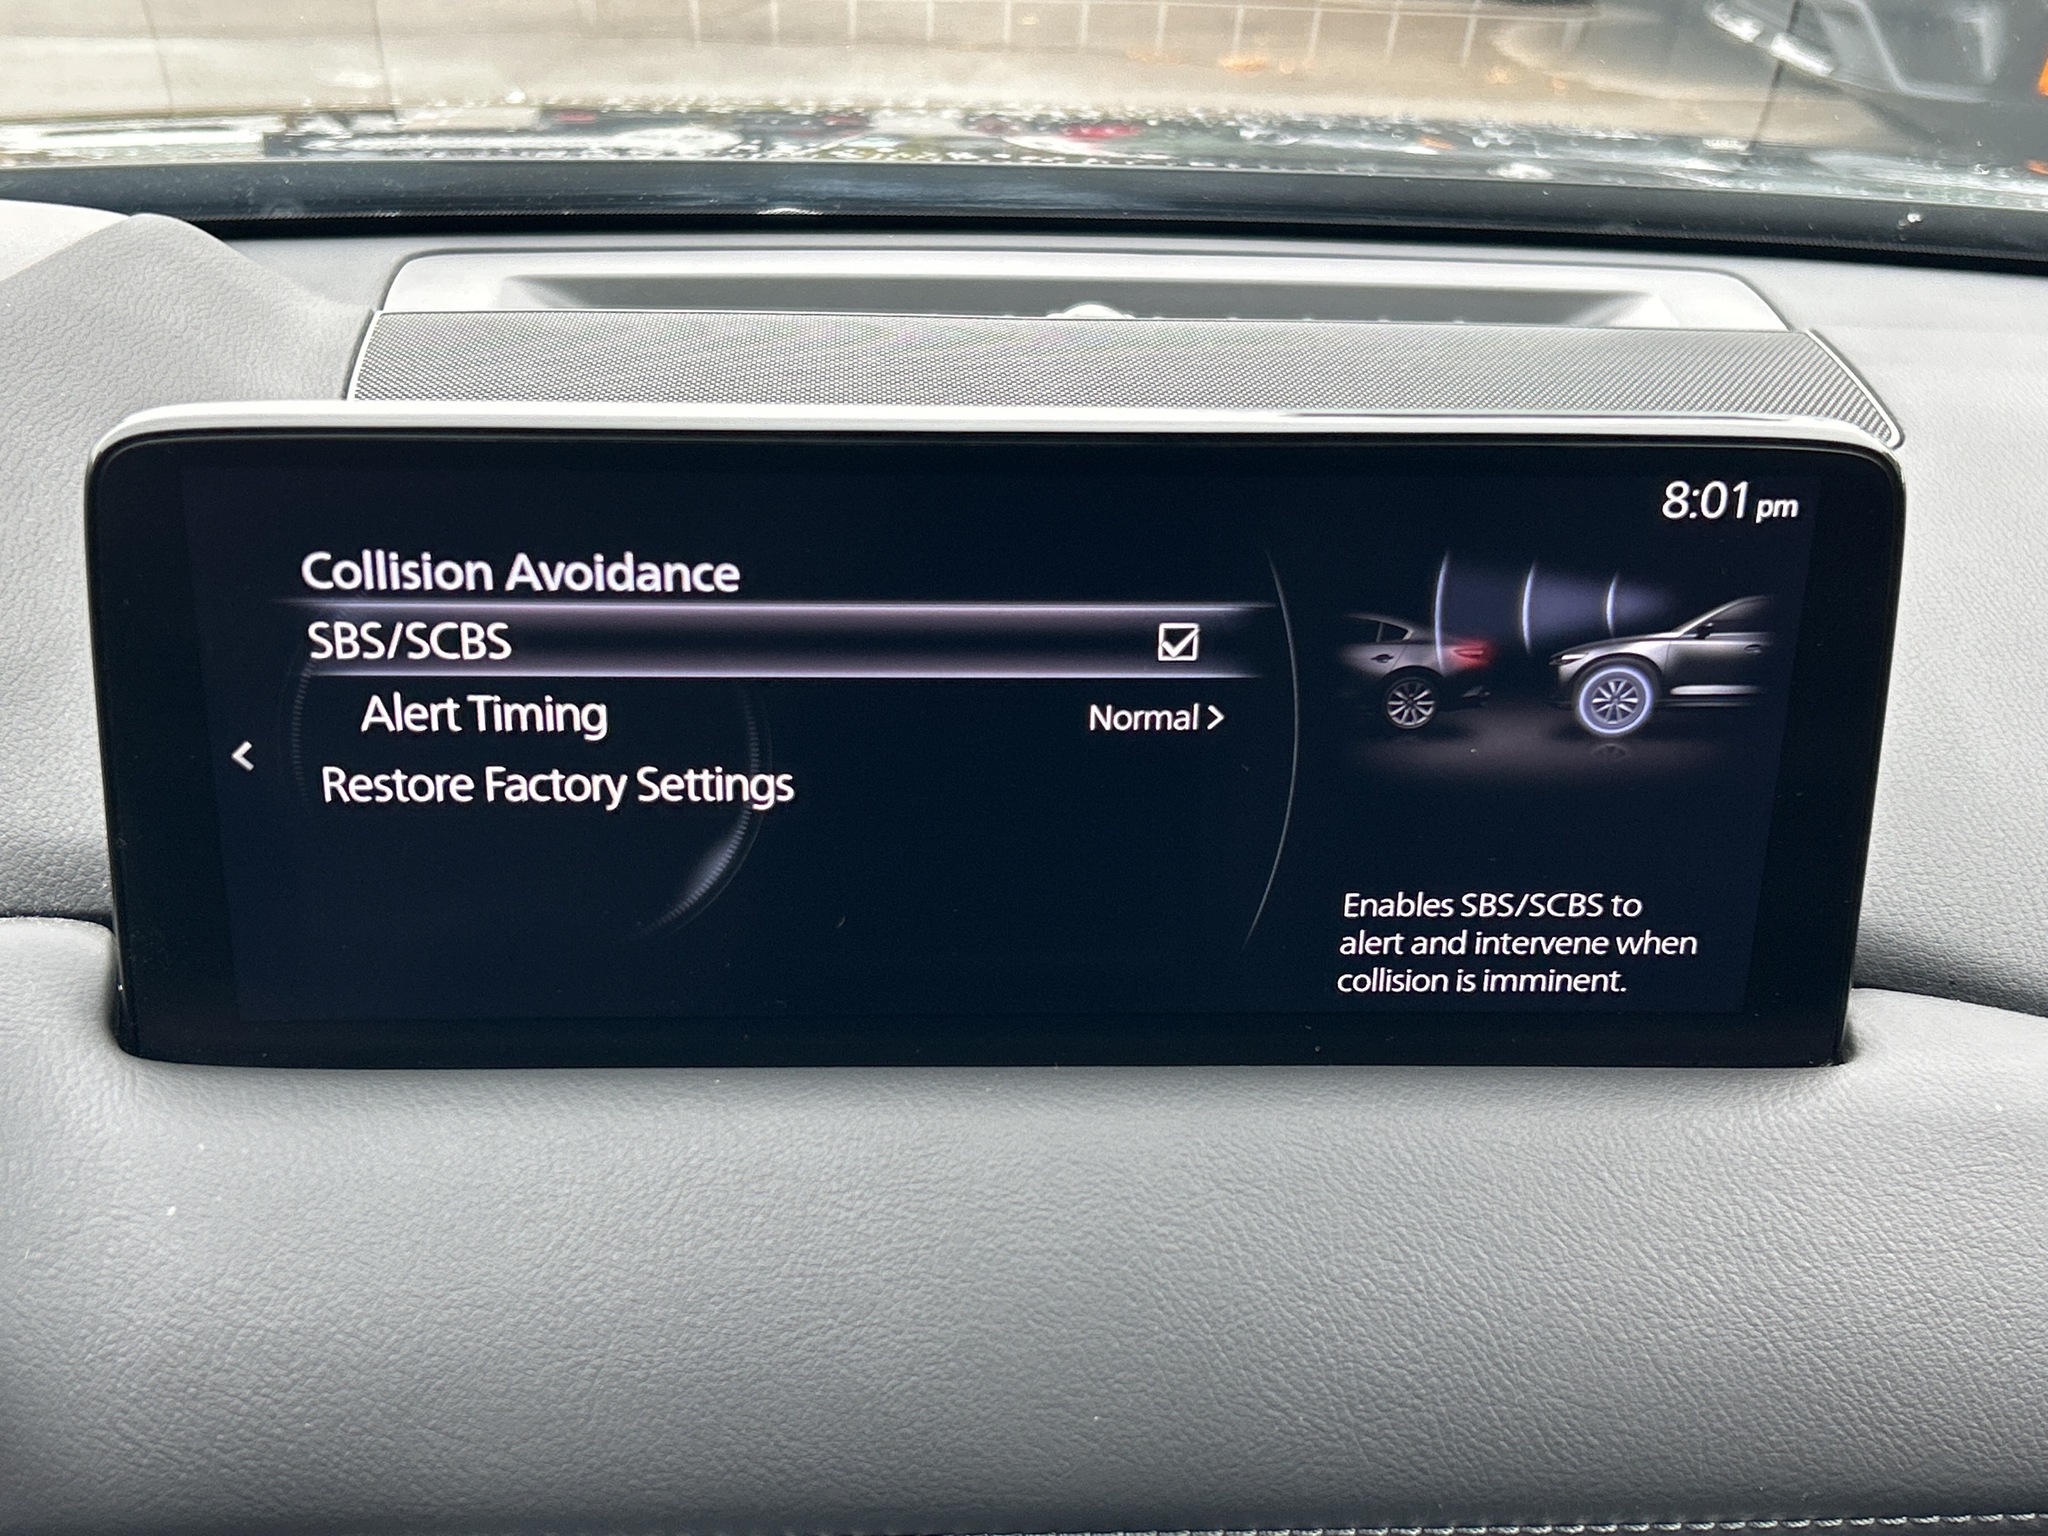 8:01 pm
Collision Avoidance
SBS/SCBS
Alert Timing Normal >
Restore Factory Settings
Enables SBS/SCBS to
alert and intervene when
collision is imminent.